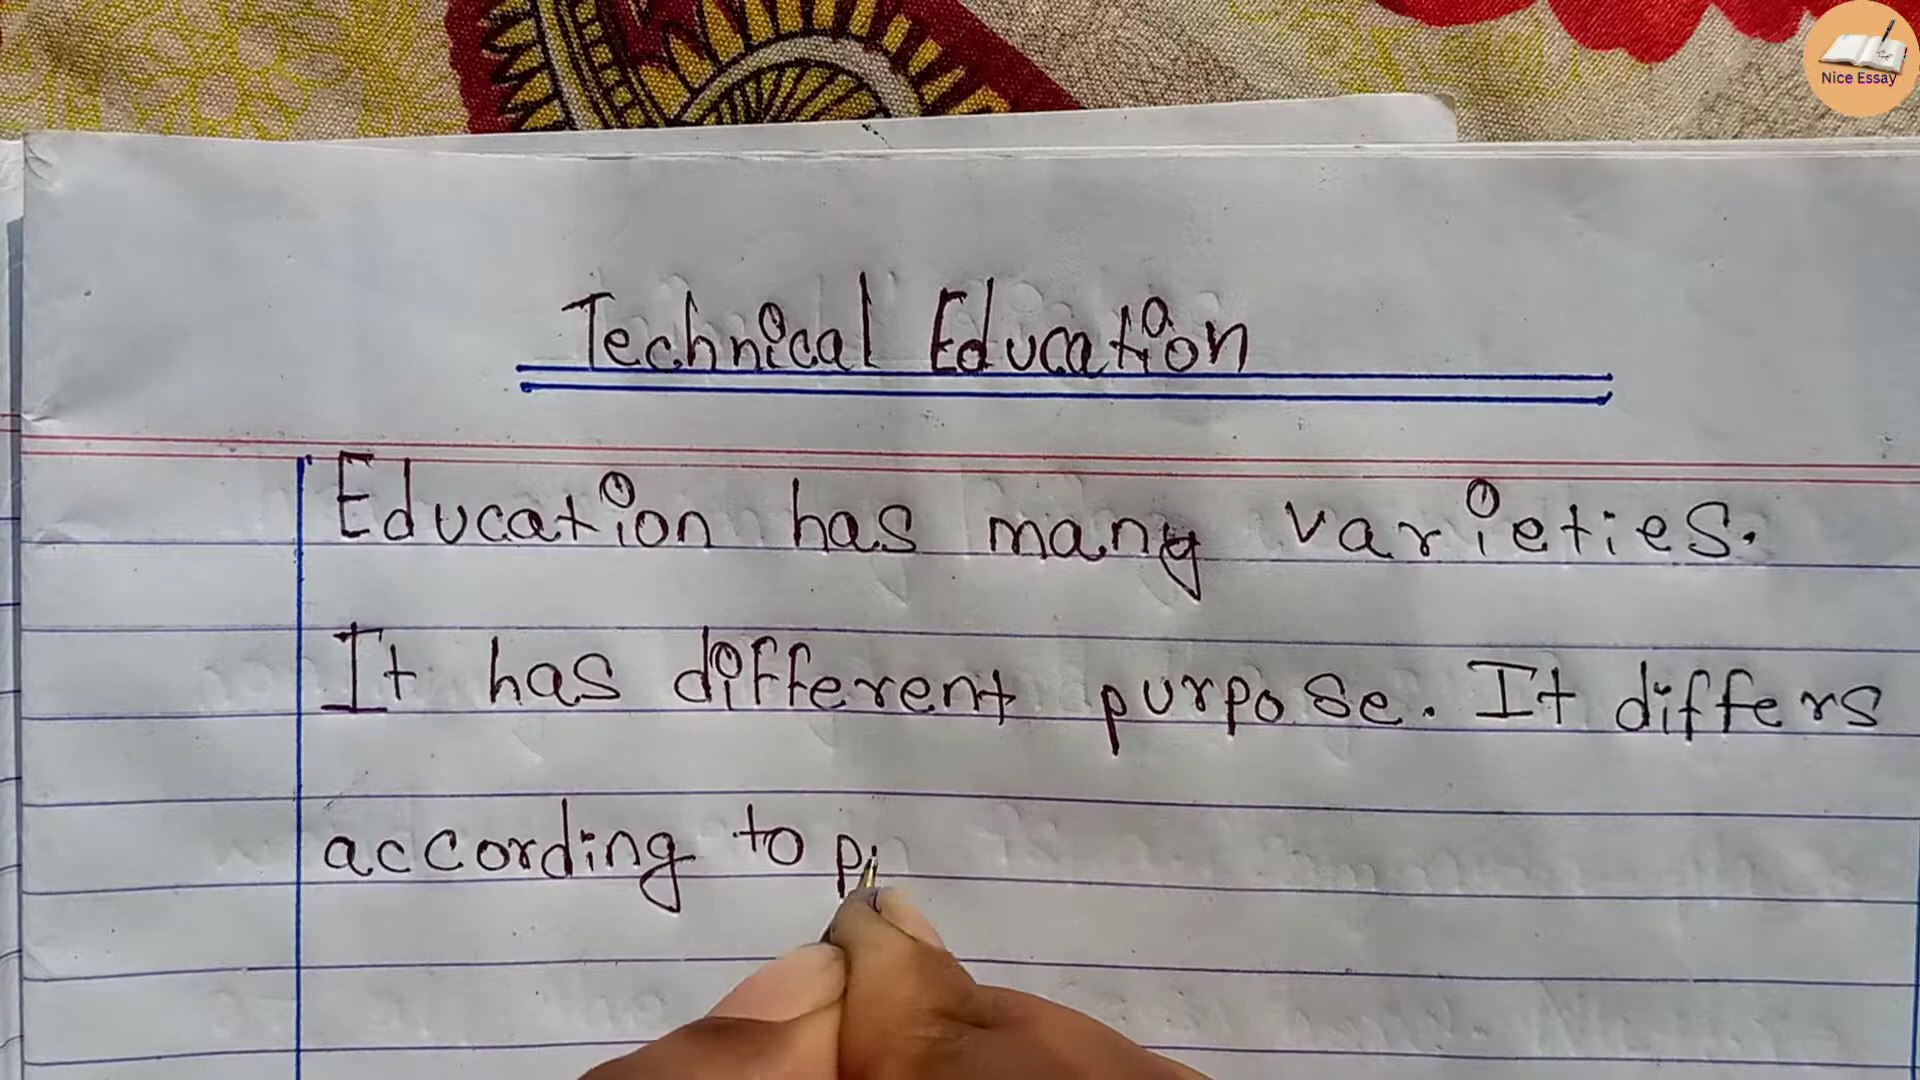 Nice Essay
Technical Education
Education has many varieties.
It has different purpose. It differs
according to p